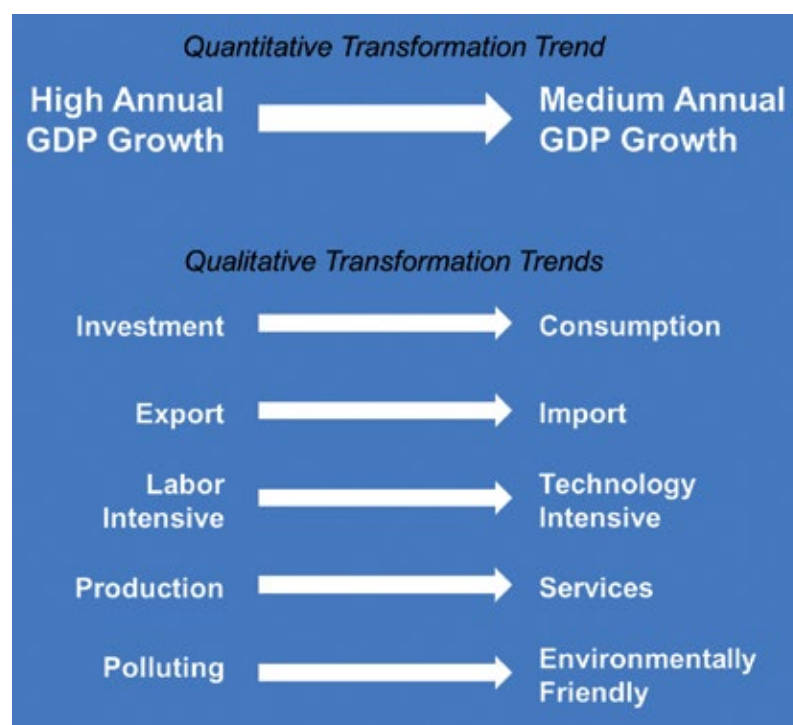 Quantitative Transformation Trend
High Annual
GDP Growth
Medium Annual
GDP Growth
Qualitative Transformation Trends
Investment
Consumption
Export
Import
Labor
Intensive
Technology
Intensive
Production
Services
Polluting
Environmentally
Friendly